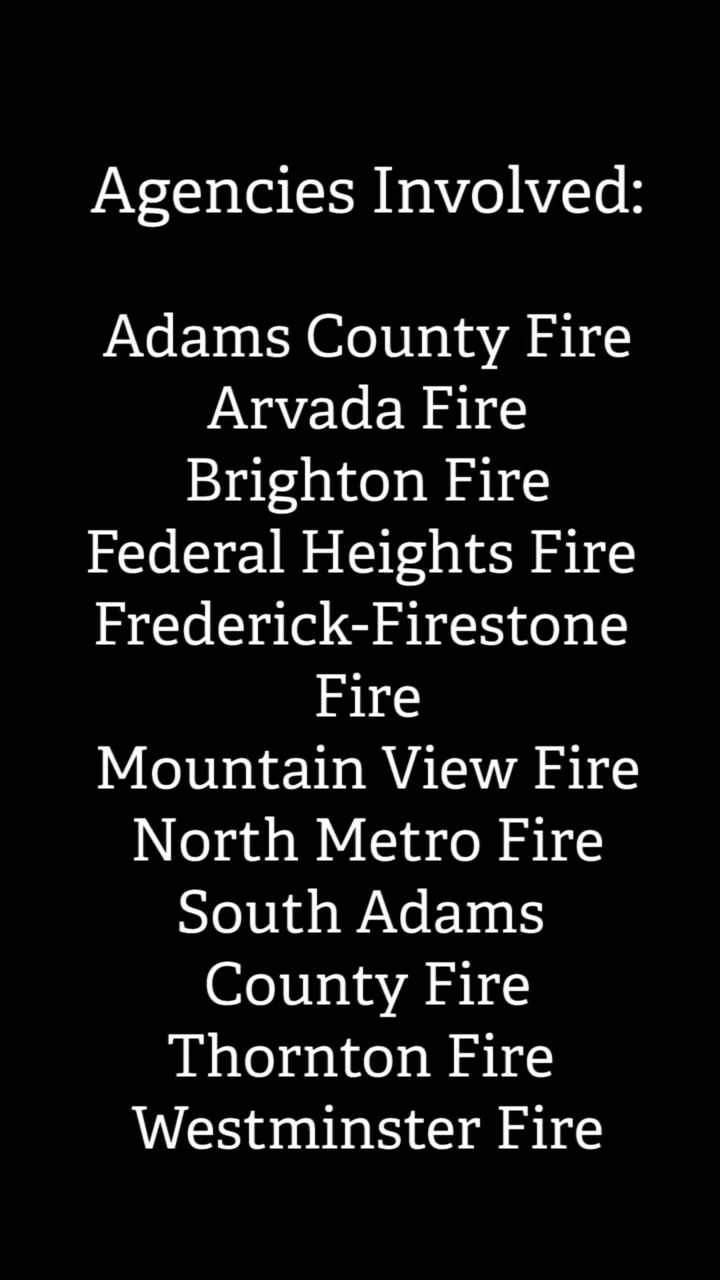 Agencies Involved:
Adams County Fire
Arvada Fire
Brighton Fire
Federal Heights Fire
Frederick-Firestone
Fire
Mountain View Fire
North Metro Fire
South Adams
County Fire
Thornton Fire
Westminster Fire